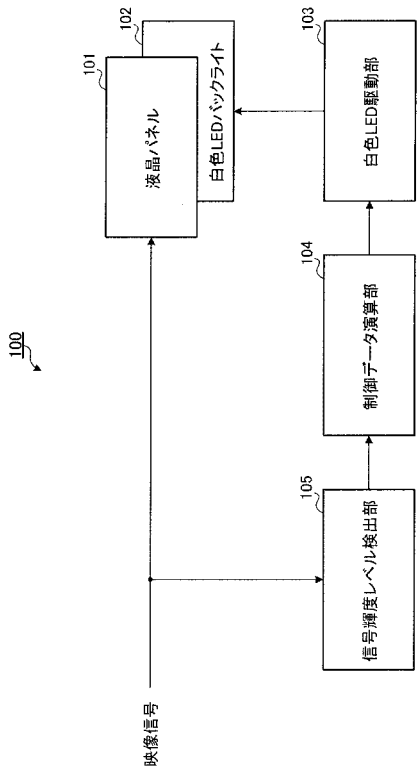 100
101
液晶パネル
102
白色LEDバックライト
103
白色LED駆動部
104
制御データ演算部
105
信号輝度レベル検出部
映像信号